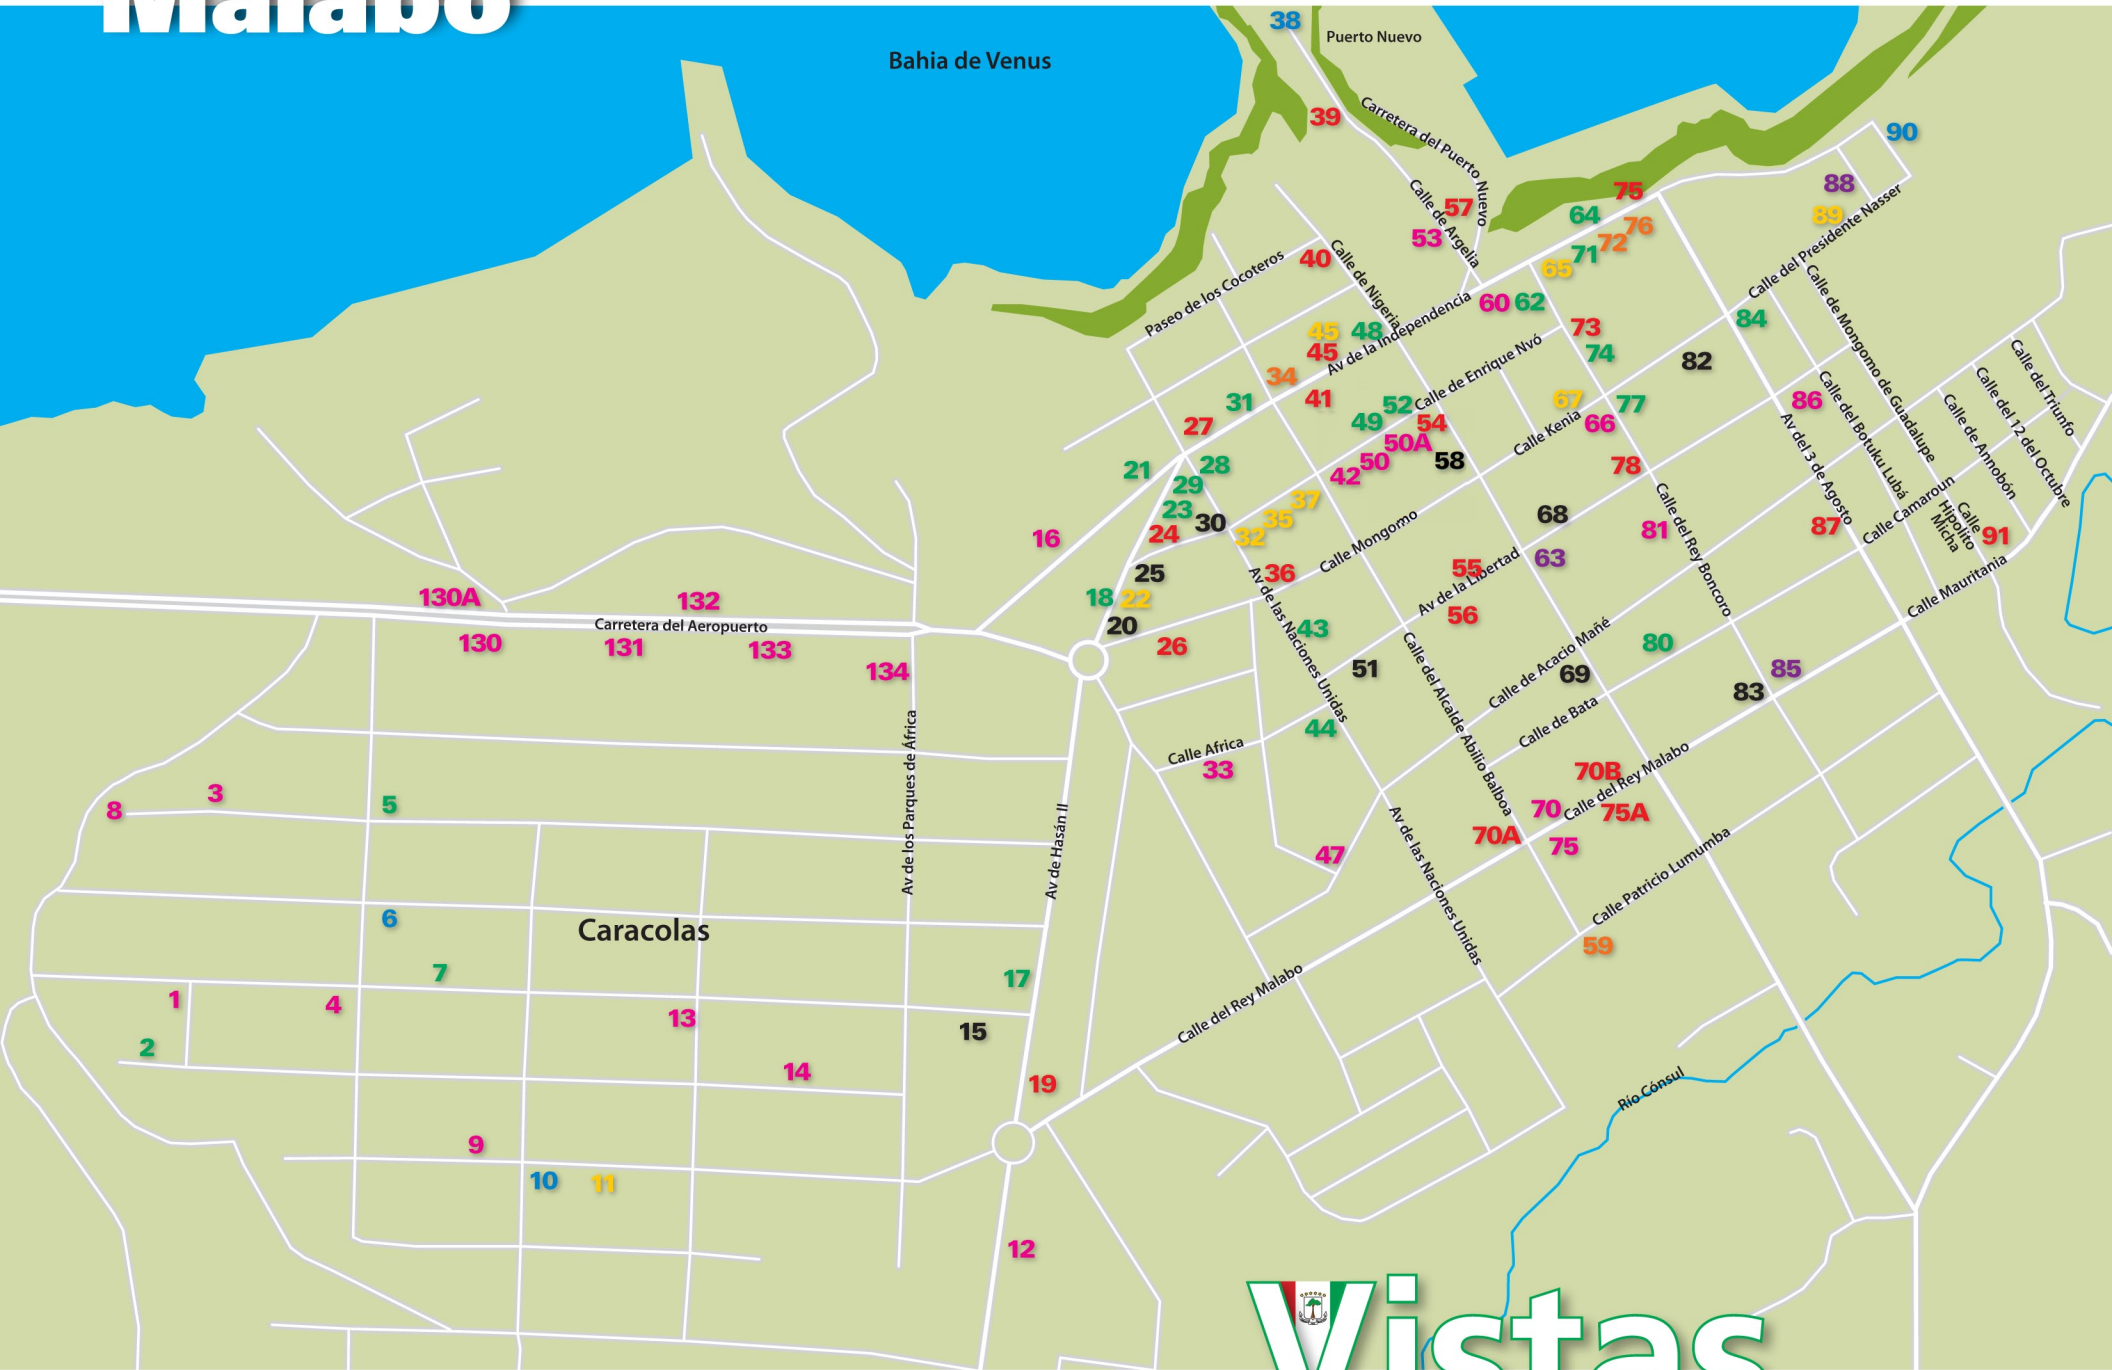 Malabo
38
Puerto Nuevo
Bahia de Venus
39
Carretera del Puerto Nuevo
90
Calle de Argelia
57
53
75
64
76
72
71
65
88
89
Calle del Presidente Nasser
Paseo de los Cocoteros
40
Calle de Nigeria
Av de la Independencia
60
62
45
48
45
34
41
31
27
73
74
Calle de Enrique Nvó
82
84
Calle de Mongomo de Guadalupe
Calle del Triunfo
Calle del 12 del Octubre
Calle de Annobón
Calle del Botuku Lubá
86
Av del 3 de Agosto
52
49
54
50A
50
42
58
67
77
66
Calle Kenia
78
21
28
29
23
24
30
37
35
32
Calle Mongomo
16
25
18
22
20
36
26
Av de las Naciones Unidas
43
68
63
55
Av de la Libertad
56
81
Calle del Rey Boncoro
87
Calle Camaroun
Calle
Hipolito
Micha
91
Calle Mauritania
130A
132
Carretera del Aeropuerto
130
131
133
134
51
44
Calle del Alcalde Abilio Balboa
Calle de Acacio Mañé
80
69
Calle de Bata
85
83
Calle Africa
33
Av de los Parques de África
Av de Hasán II
47
70B
70
Calle del Rey Malabo
75A
70A
75
Av de las Naciones Unidas
Calle Patricio Lumumba
59
3
8
5
6
Caracolas
7
1
4
2
13
14
17
15
19
Calle del Rey Malabo
Río Cónsul
9
10
11
12
Vistas